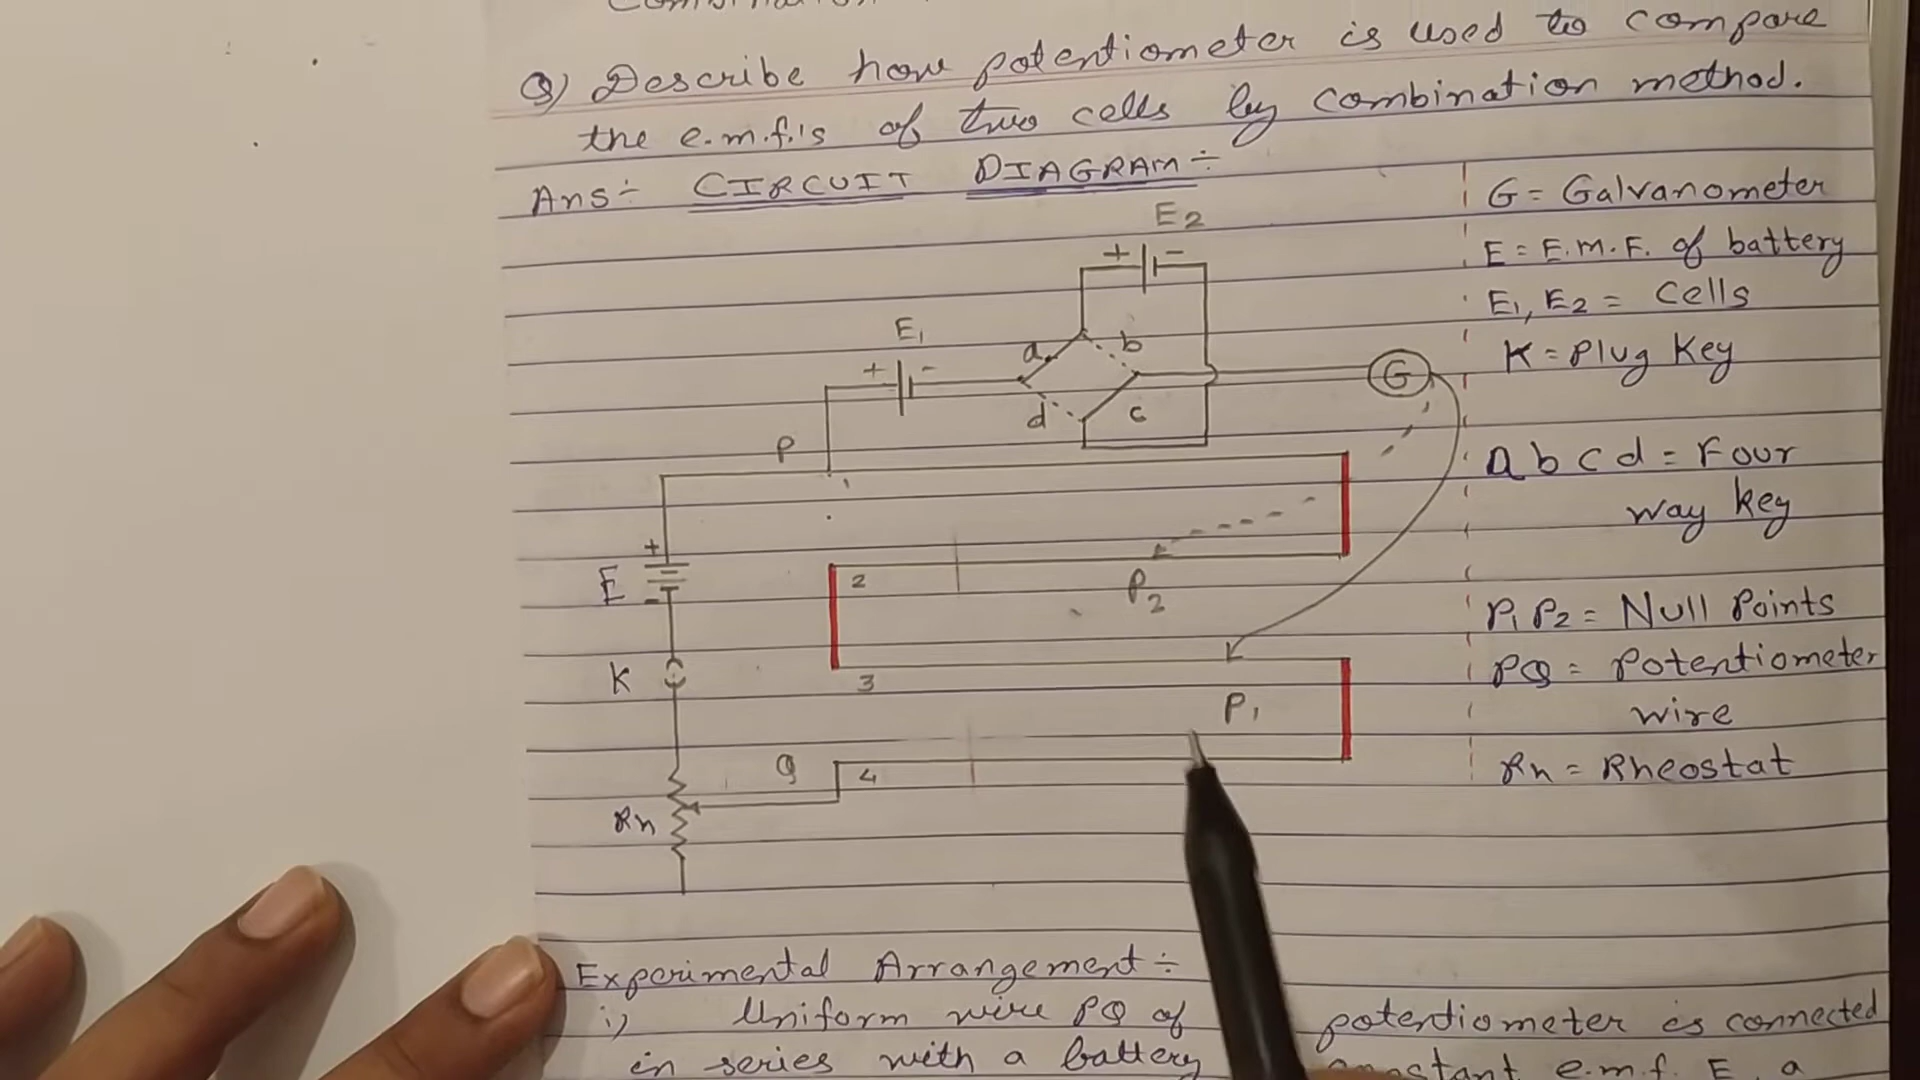 Combination
Q) Describe how potentiometer is used to compare
the e.m.f.'s of two cells by combination method.
Ans÷ CIRCUIT DIAGRAM÷
E2
+ -
E1
+ -
a b
d c
G
P
1
+
E
-
2
P2
K
3
P1
Q 4
Rh
G = Galvanometer
E = E.M.F. of battery
E1, E2 = Cells
K = Plug Key
a b c d = Four
way key
P1 P2 = Null Points
PQ = Potentiometer
wire
Rh = Rheostat
Experimental Arrangement÷
i) Uniform wire PQ of potentiometer is connected
in series with a battery constant e.m.f. E, a